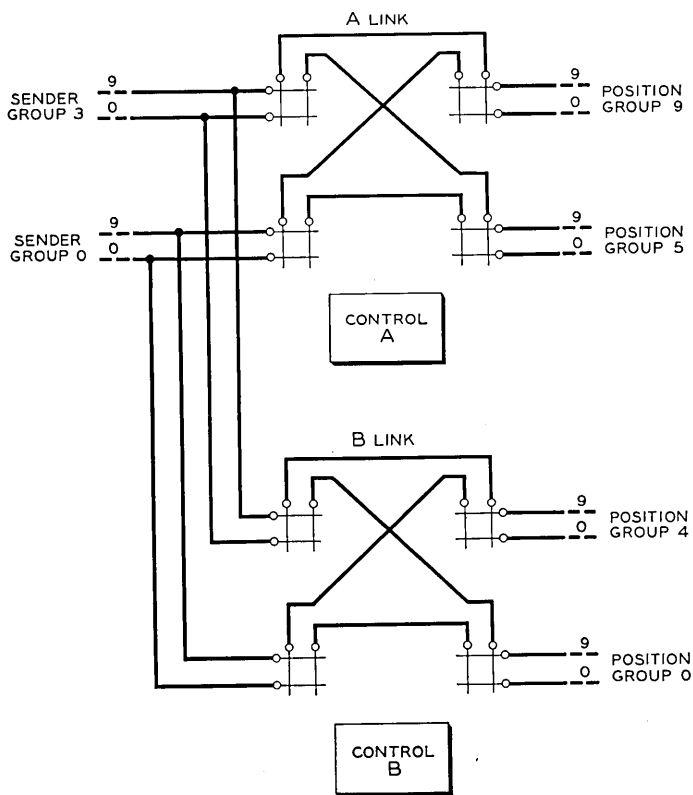 A LINK
9
SENDER
GROUP 3
0
9
POSITION
GROUP 9
0
9
SENDER
GROUP 0
0
9
POSITION
GROUP 5
0
CONTROL
A
B LINK
9
POSITION
GROUP 4
0
9
POSITION
GROUP 0
0
CONTROL
B